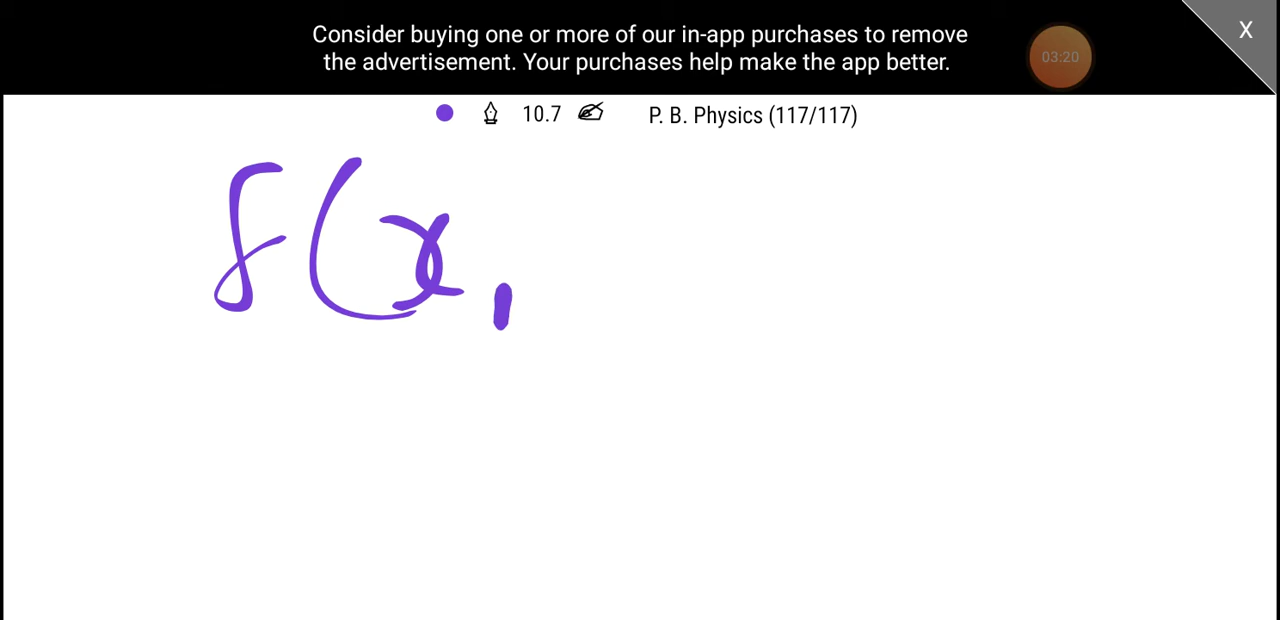 Consider buying one or more of our in-app purchases to remove
the advertisement. Your purchases help make the app better.
X
03:20
10.7
P. B. Physics (117/117)
f(x,